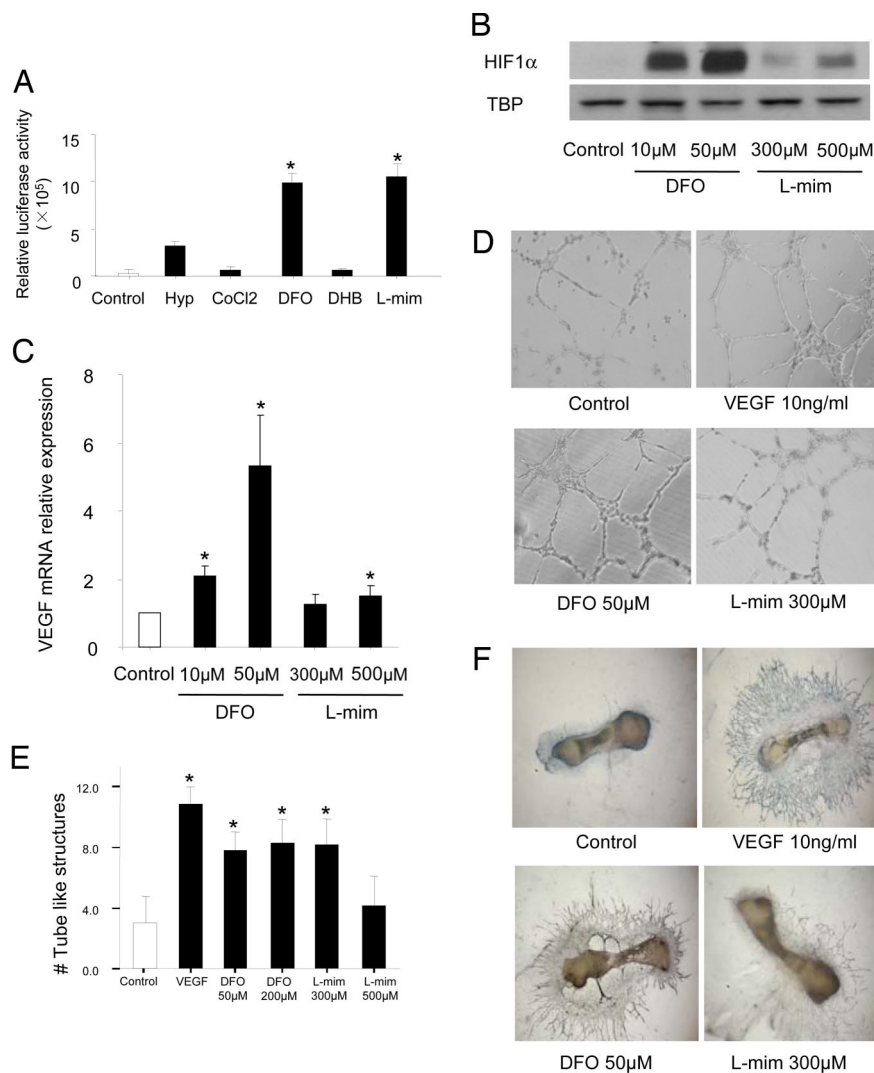 A
Relative luciferase activity
(×10⁵)
15
10
5
0
* *
Control Hyp CoCl2 DFO DHB L-mim
B
HIF1α
TBP
Control 10µM 50µM 300µM 500µM
DFO L-mim
C
VEGF mRNA relative expression
8
6
4
2
0
* * *
Control 10µM 50µM 300µM 500µM
DFO L-mim
D
Control VEGF 10ng/ml
DFO 50µM L-mim 300µM
E
# Tube like structures
12.0
8.0
4.0
0.0
* * * *
Control VEGF DFO DFO L-mim L-mim
50µM 200µM 300µM 500µM
F
Control VEGF 10ng/ml
DFO 50µM L-mim 300µM